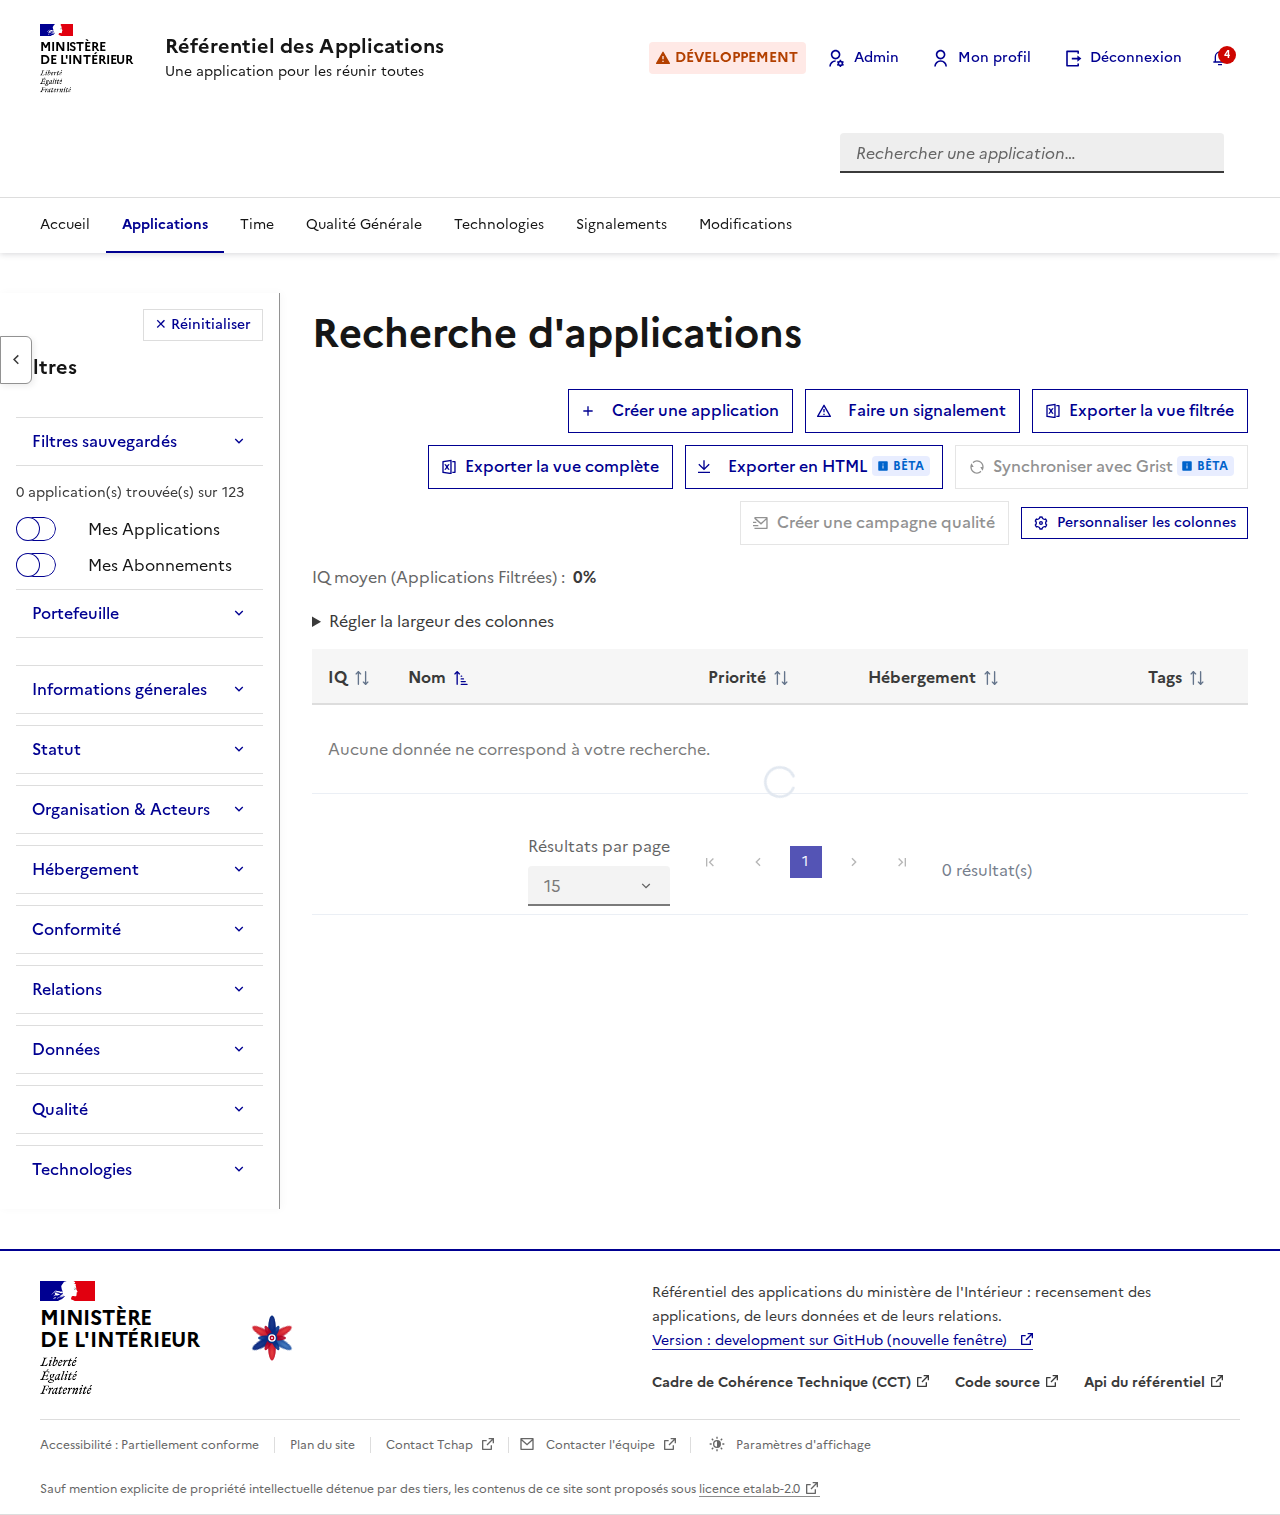 MINISTÈRE
DE L'INTÉRIEUR
Liberté
Égalité
Fraternité
Référentiel des Applications
Une application pour les réunir toutes
DÉVELOPPEMENT
Admin
Mon profil
Déconnexion
4
Rechercher une application...
Accueil
Applications
Time
Qualité Générale
Technologies
Signalements
Modifications
Réinitialiser
ltres
Filtres sauvegardés
0 application(s) trouvée(s) sur 123
Mes Applications
Mes Abonnements
Portefeuille
Informations génerales
Statut
Organisation & Acteurs
Hébergement
Conformité
Relations
Données
Qualité
Technologies
Recherche d'applications
Créer une application
Faire un signalement
Exporter la vue filtrée
Exporter la vue complète
Exporter en HTML BÊTA
Synchroniser avec Grist BÊTA
Créer une campagne qualité
Personnaliser les colonnes
IQ moyen (Applications Filtrées) : 0%
Régler la largeur des colonnes
IQ
Nom
Priorité
Hébergement
Tags
Aucune donnée ne correspond à votre recherche.
Résultats par page
15
1
0 résultat(s)
MINISTÈRE
DE L'INTÉRIEUR
Liberté
Égalité
Fraternité
Référentiel des applications du ministère de l'Intérieur : recensement des
applications, de leurs données et de leurs relations.
Version : development sur GitHub (nouvelle fenêtre)
Cadre de Cohérence Technique (CCT)
Code source
Api du référentiel
Accessibilité : Partiellement conforme
Plan du site
Contact Tchap
Contacter l'équipe
Paramètres d'affichage
Sauf mention explicite de propriété intellectuelle détenue par des tiers, les contenus de ce site sont proposés sous licence etalab-2.0